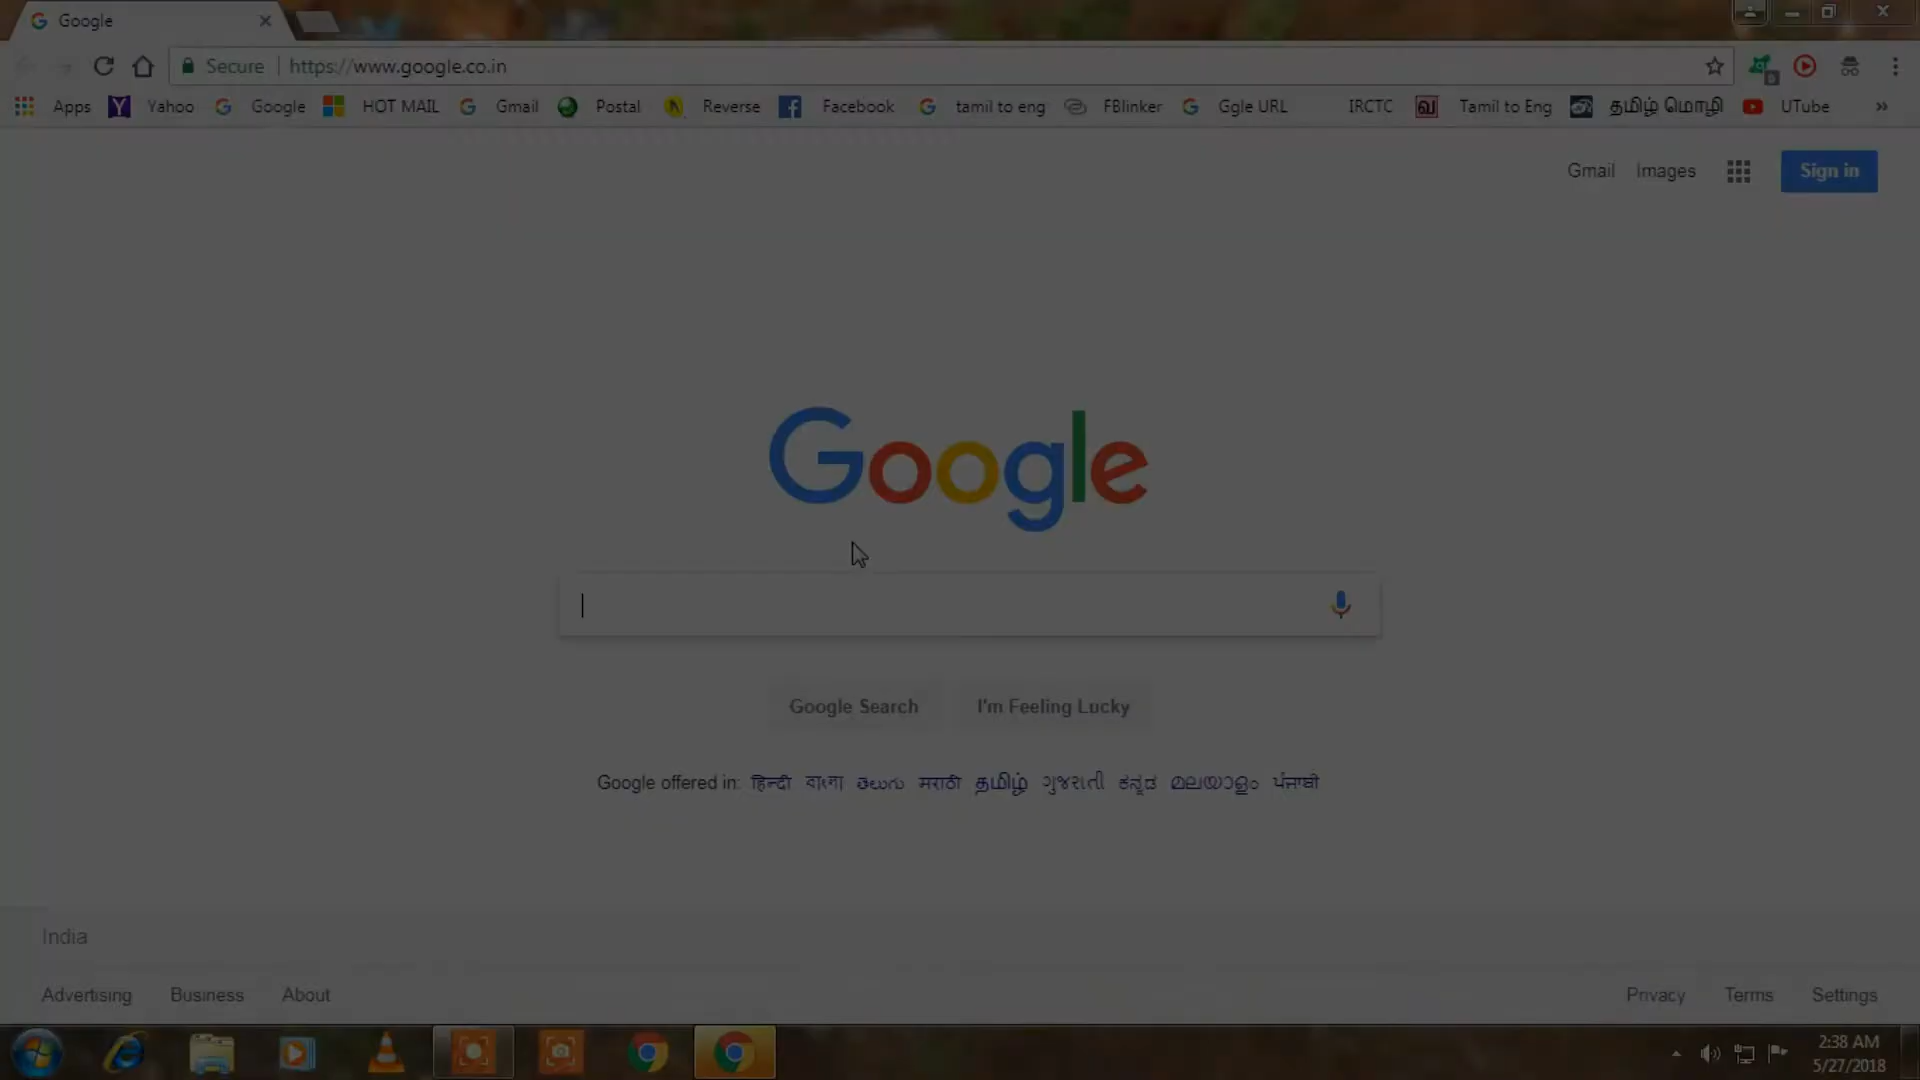 Google
Secure https://www.google.co.in
Apps Yahoo Google HOT MAIL Gmail Postal Reverse Facebook tamil to eng FBlinker Ggle URL IRCTC Tamil to Eng தமிழ் மொழி UTube »
Gmail Images Sign in
Google
Google Search I'm Feeling Lucky
Google offered in: हिन्दी বাংলা తెలుగు मराठी தமிழ் ગુજરાતી ಕನ್ನಡ മലയാളം ਪੰਜਾਬੀ
India
Advertising Business About Privacy Terms Settings
2:38 AM
5/27/2018